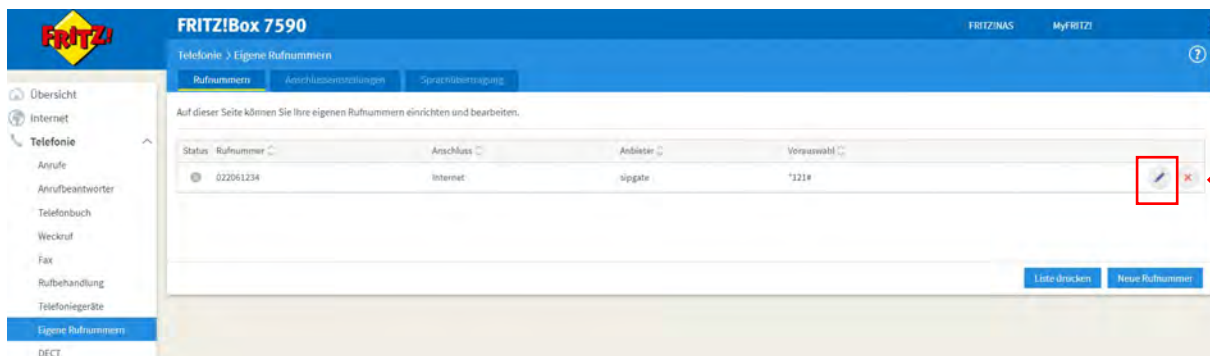 FRITZ!
FRITZ!Box 7590
FRITZ!NAS MyFRITZ!
Telefonie > Eigene Rufnummern
Rufnummern Anschlusseinstellungen Sprachübertragung
Übersicht
Internet
Telefonie
Anrufe
Anrufbeantworter
Telefonbuch
Weckruf
Fax
Rufbehandlung
Telefoniegeräte
Eigene Rufnummern
DECT
Auf dieser Seite können Sie Ihre eigenen Rufnummern einrichten und bearbeiten.
Status Rufnummer Anschluss Anbieter Vorauswahl
022061234 Internet sipgate *121#
Liste drucken Neue Rufnummer